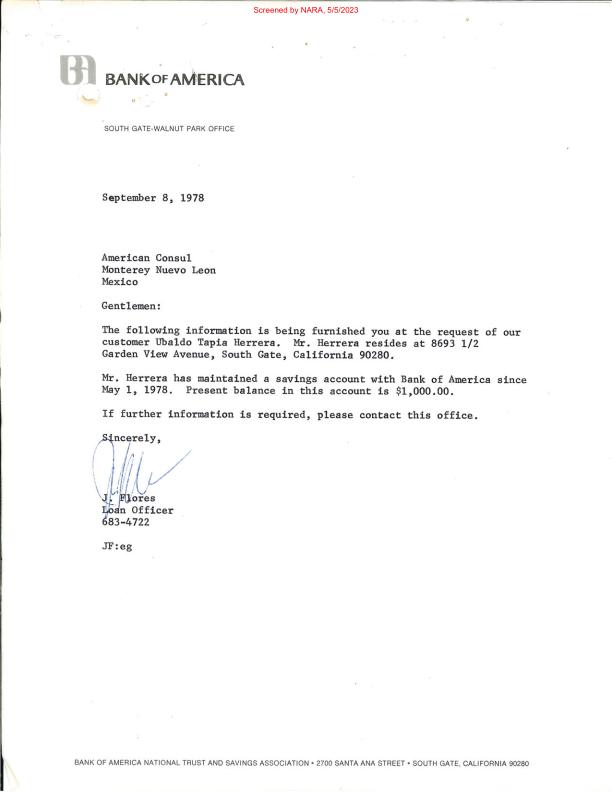 Screened by NARA, 5/5/2023
BANK OF AMERICA
SOUTH GATE-WALNUT PARK OFFICE
September 8, 1978
American Consul
Monterey Nuevo Leon
Mexico
Gentlemen:
The following information is being furnished you at the request of our
customer Ubaldo Tapia Herrera. Mr. Herrera resides at 8693 1/2
Garden View Avenue, South Gate, California 90280.
Mr. Herrera has maintained a savings account with Bank of America since
May 1, 1978. Present balance in this account is $1,000.00.
If further information is required, please contact this office.
Sincerely,
J. Flores
Loan Officer
683-4722
JF:eg
BANK OF AMERICA NATIONAL TRUST AND SAVINGS ASSOCIATION • 2700 SANTA ANA STREET • SOUTH GATE, CALIFORNIA 90280